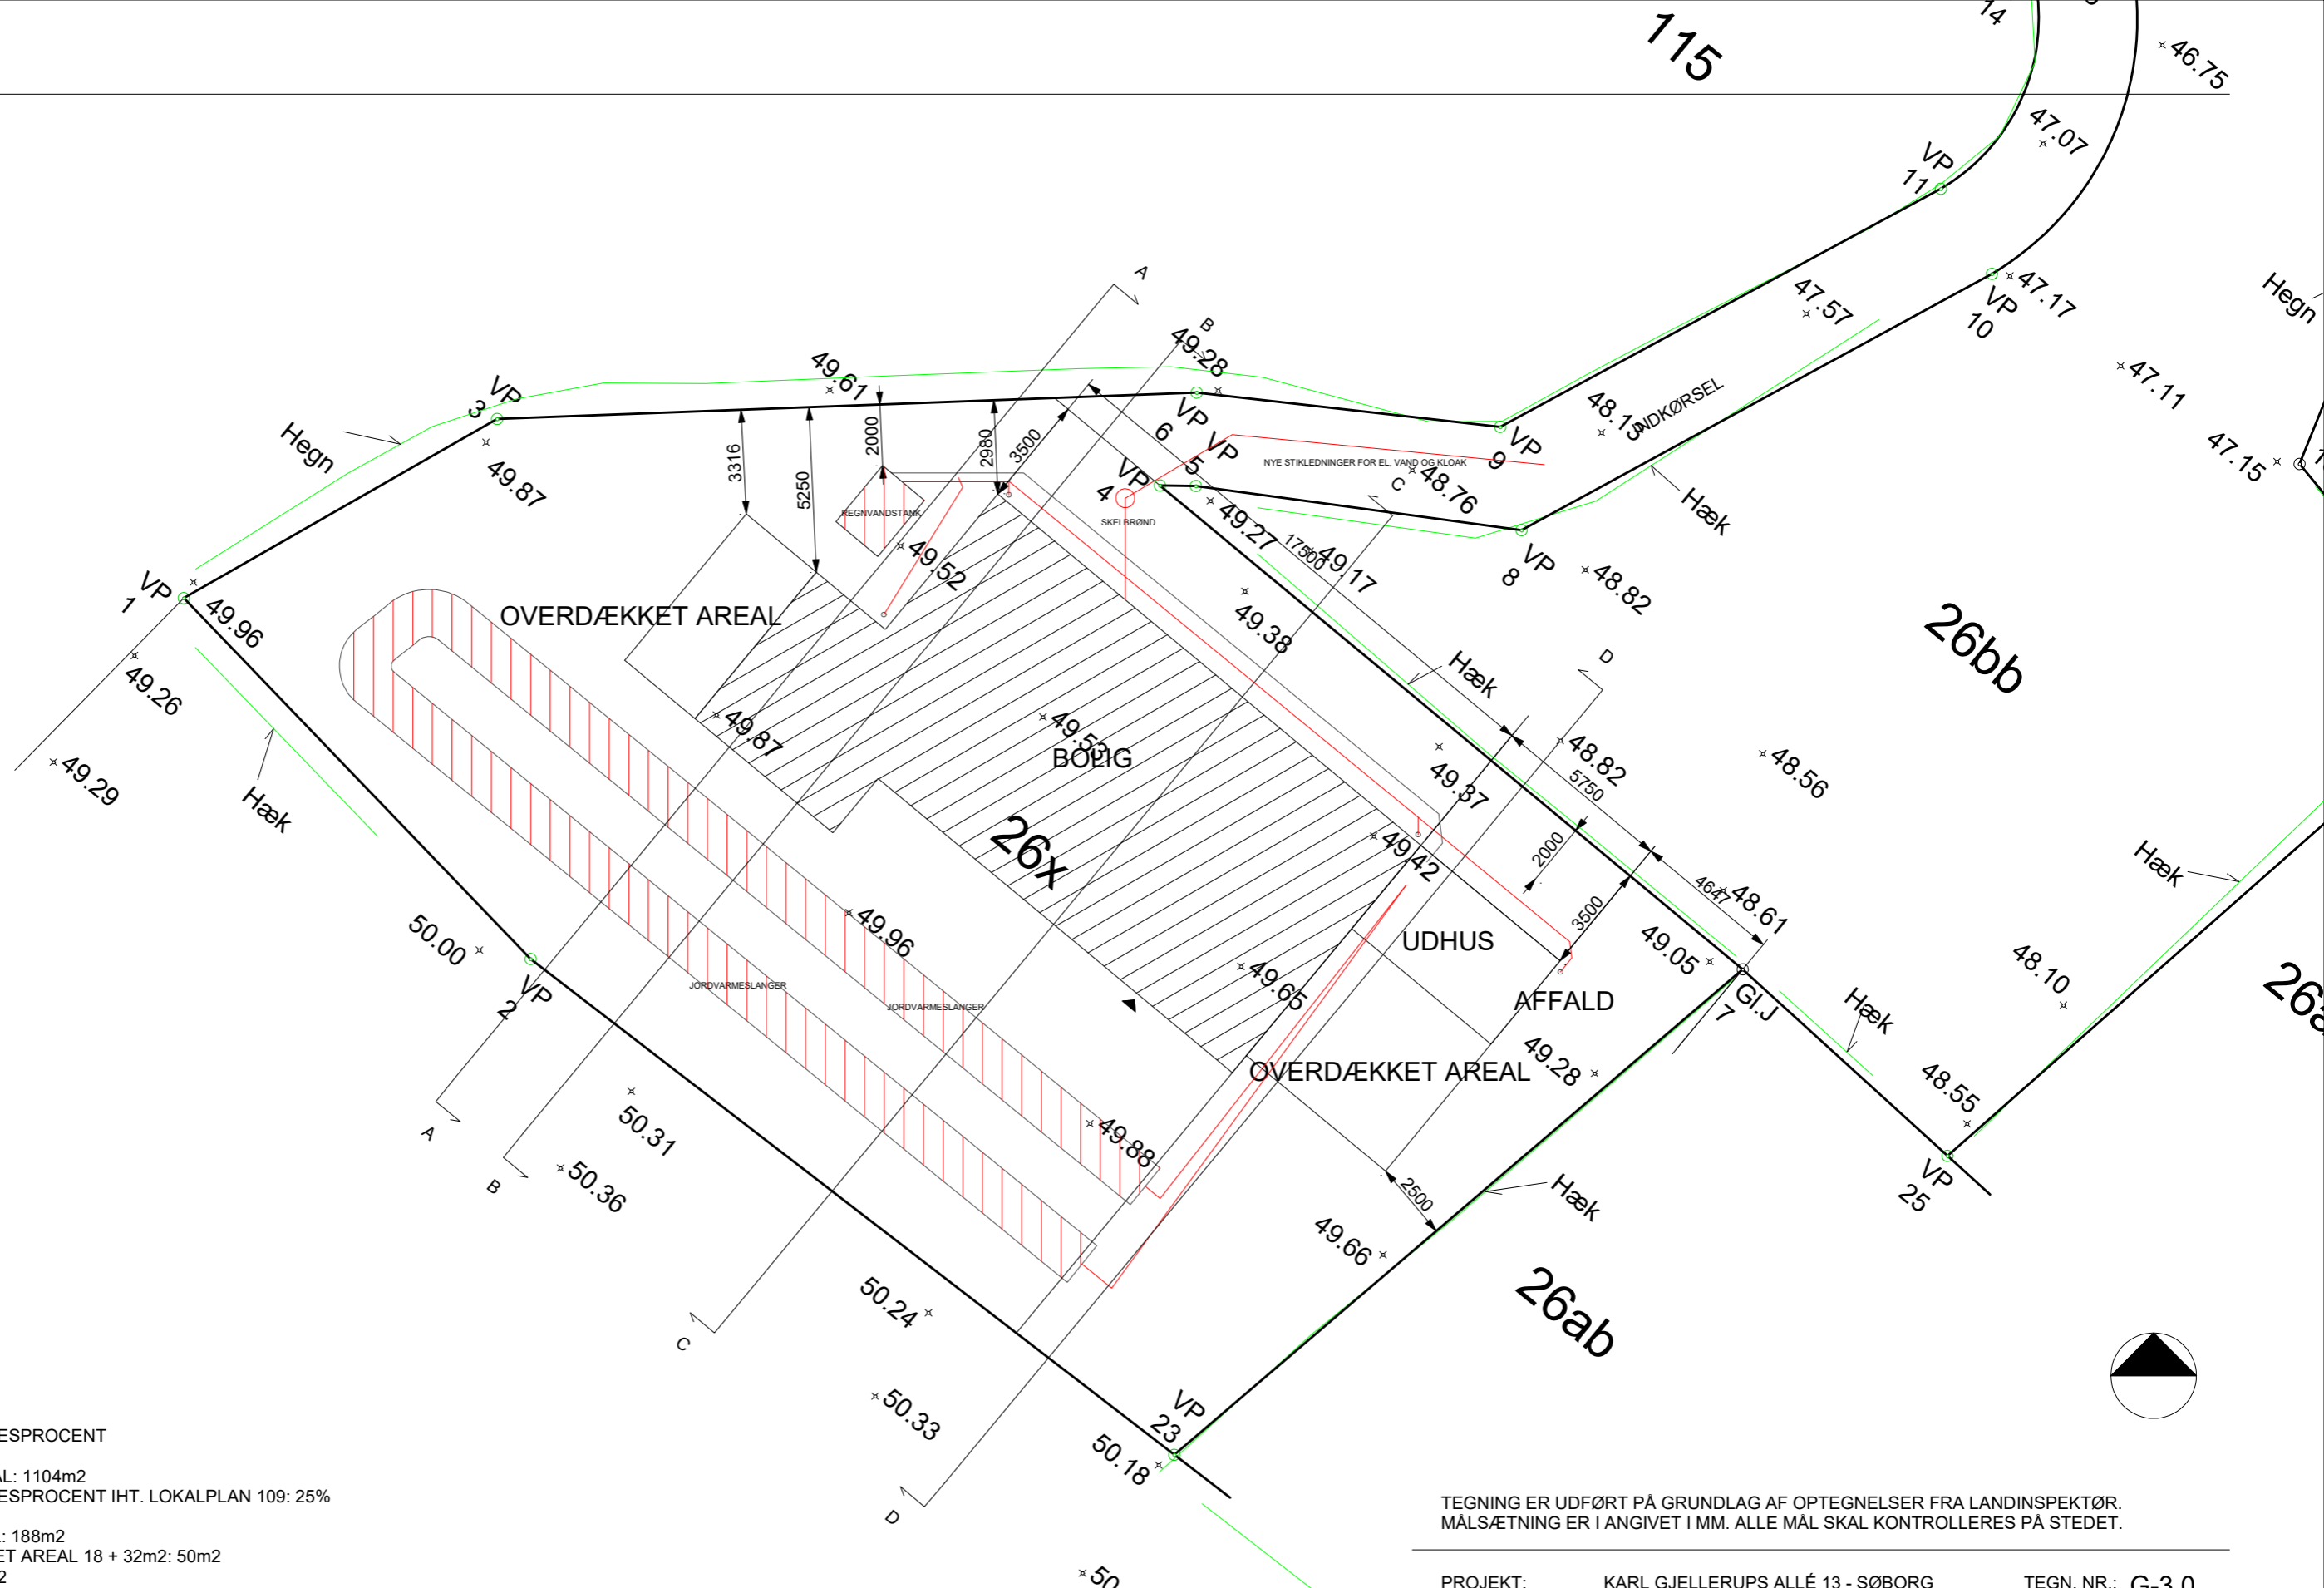 115
14
46.75
47.07
VP
11
47.17
VP
10
47.57
Hegn
47.11
47.15
A
B
49.28
49.61
VP
3
Hegn
49.87
3316
5250
2000
2980
3500
VP
6
VP
5
VP
4
VP
9
48.13
INDKØRSEL
NYE STIKLEDNINGER FOR EL, VAND OG KLOAK
48.76
C
Hæk
REGNVANDSTANK
SKELBRØND
49.27
49.52
17500
49.17
VP
8
48.82
VP
1
49.96
49.26
49.29
OVERDÆKKET AREAL
49.38
26bb
D
Hæk
49.87
49.53
BOLIG
48.82
48.56
49.37
5750
Hæk
26x
49.42
2000
Hæk
4647
48.61
3500
50.00
49.96
UDHUS
49.05
48.10
VP
2
JORDVARMESLANGER
JORDVARMESLANGER
49.65
AFFALD
Gl.J
7
Hæk
49.28
OVERDÆKKET AREAL
48.55
A
50.31
49.88
B
50.36
2500
Hæk
VP
25
49.66
50.24
26ab
C
50.33
VP
23
50.18
D
ESPROCENT
AL: 1104m2
ESPROCENT IHT. LOKALPLAN 109: 25%
: 188m2
ET AREAL 18 + 32m2: 50m2
TEGNING ER UDFØRT PÅ GRUNDLAG AF OPTEGNELSER FRA LANDINSPEKTØR.
MÅLSÆTNING ER I ANGIVET I MM. ALLE MÅL SKAL KONTROLLERES PÅ STEDET.
50
PROJEKT: KARL GJELLERUPS ALLÉ 13 - SØBORG TEGN. NR.: G-3.0